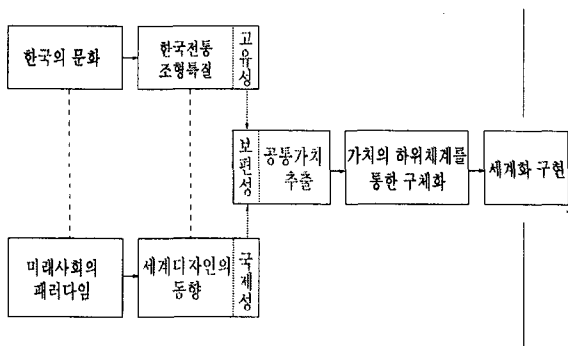 한국의 문화
한국전통
조형특질
고유성
보편성
공통가치
추출
가치의 하위체계를
통한 구체화
세계화 구현
미래사회의
패러다임
세계디자인의
동향
국제성